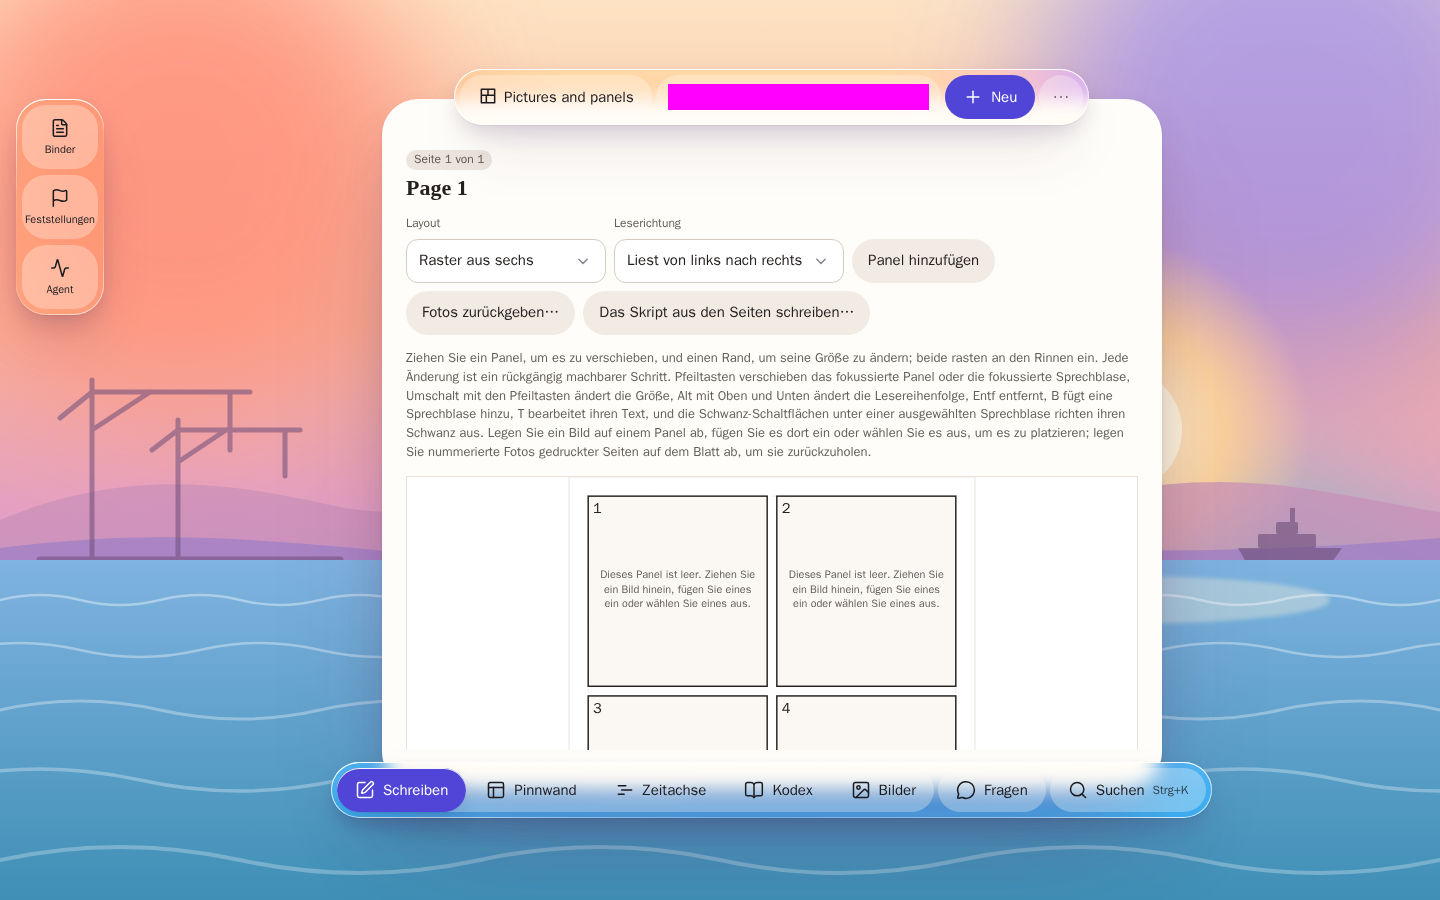 Pictures and panels
Neu
Binder
Feststellungen
Agent
Seite 1 von 1
Page 1
Layout
Leserichtung
Raster aus sechs
Liest von links nach rechts
Panel hinzufügen
Fotos zurückgeben…
Das Skript aus den Seiten schreiben…
Ziehen Sie ein Panel, um es zu verschieben, und einen Rand, um seine Größe zu ändern; beide rasten an den Rinnen ein. Jede
Änderung ist ein rückgängig machbarer Schritt. Pfeiltasten verschieben das fokussierte Panel oder die fokussierte Sprechblase,
Umschalt mit den Pfeiltasten ändert die Größe, Alt mit Oben und Unten ändert die Lesereihenfolge, Entf entfernt, B fügt eine
Sprechblase hinzu, T bearbeitet ihren Text, und die Schwanz-Schaltflächen unter einer ausgewählten Sprechblase richten ihren
Schwanz aus. Legen Sie ein Bild auf einem Panel ab, fügen Sie es dort ein oder wählen Sie es aus, um es zu platzieren; legen
Sie nummerierte Fotos gedruckter Seiten auf dem Blatt ab, um sie zurückzuholen.
1
Dieses Panel ist leer. Ziehen Sie
ein Bild hinein, fügen Sie eines
ein oder wählen Sie eines aus.
2
Dieses Panel ist leer. Ziehen Sie
ein Bild hinein, fügen Sie eines
ein oder wählen Sie eines aus.
3
4
Schreiben
Pinnwand
Zeitachse
Kodex
Bilder
Fragen
Suchen Strg+K